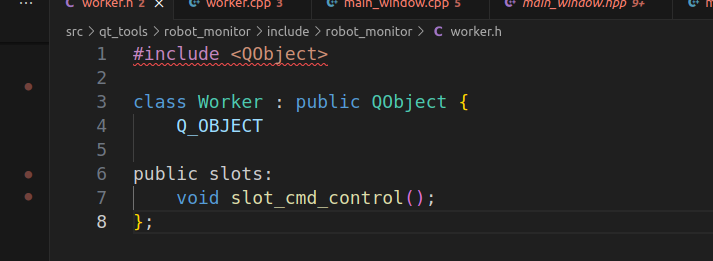 worker.h 2
worker.cpp 3
main_window.cpp 5
main_window.hpp 9+
src > qt_tools > robot_monitor > include > robot_monitor > C worker.h
1 #include <QObject>
2
3 class Worker : public QObject {
4 Q_OBJECT
5
6 public slots:
7 void slot_cmd_control();
8 };